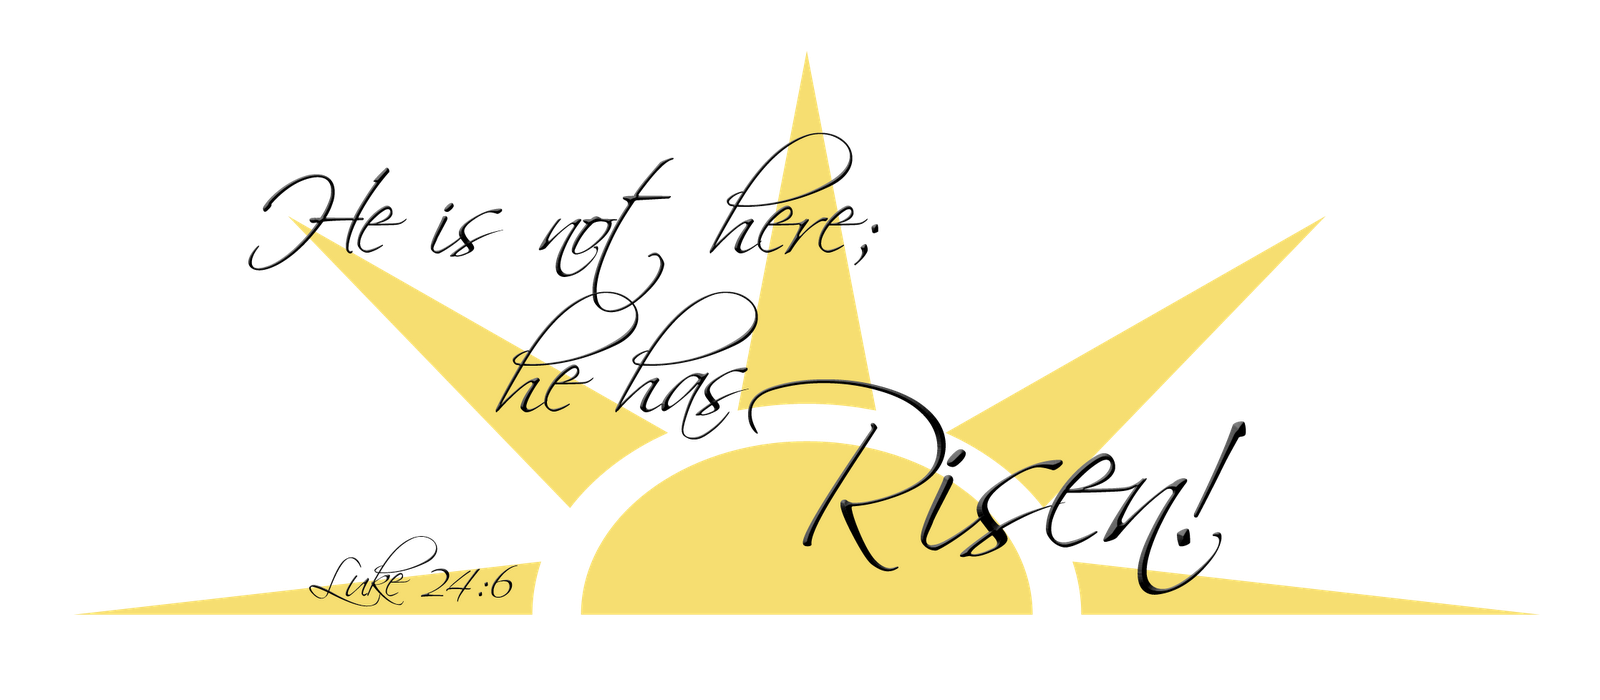 He is not here;
he has
Risen!
Luke 24:6